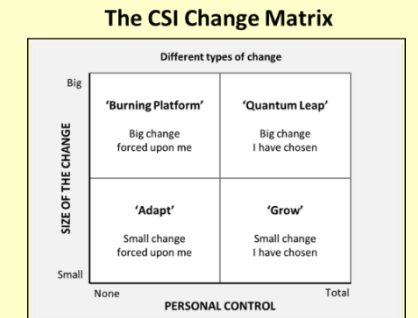 The CSI Change Matrix
Different types of change
Big
'Burning Platform'
Big change
forced upon me
'Quantum Leap'
Big change
I have chosen
SIZE OF THE CHANGE
'Adapt'
Small change
forced upon me
'Grow'
Small change
I have chosen
Small
None
Total
PERSONAL CONTROL